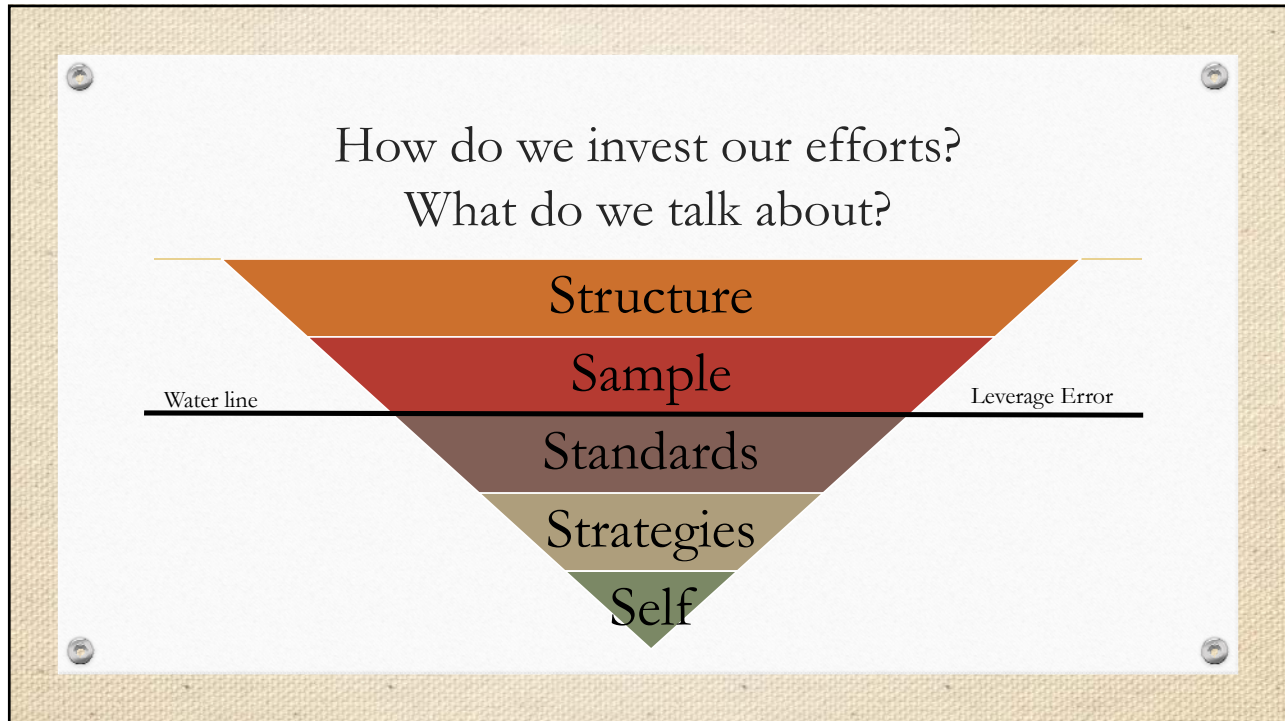 How do we invest our efforts?
What do we talk about?
Structure
Sample
Water line
Leverage Error
Standards
Strategies
Self